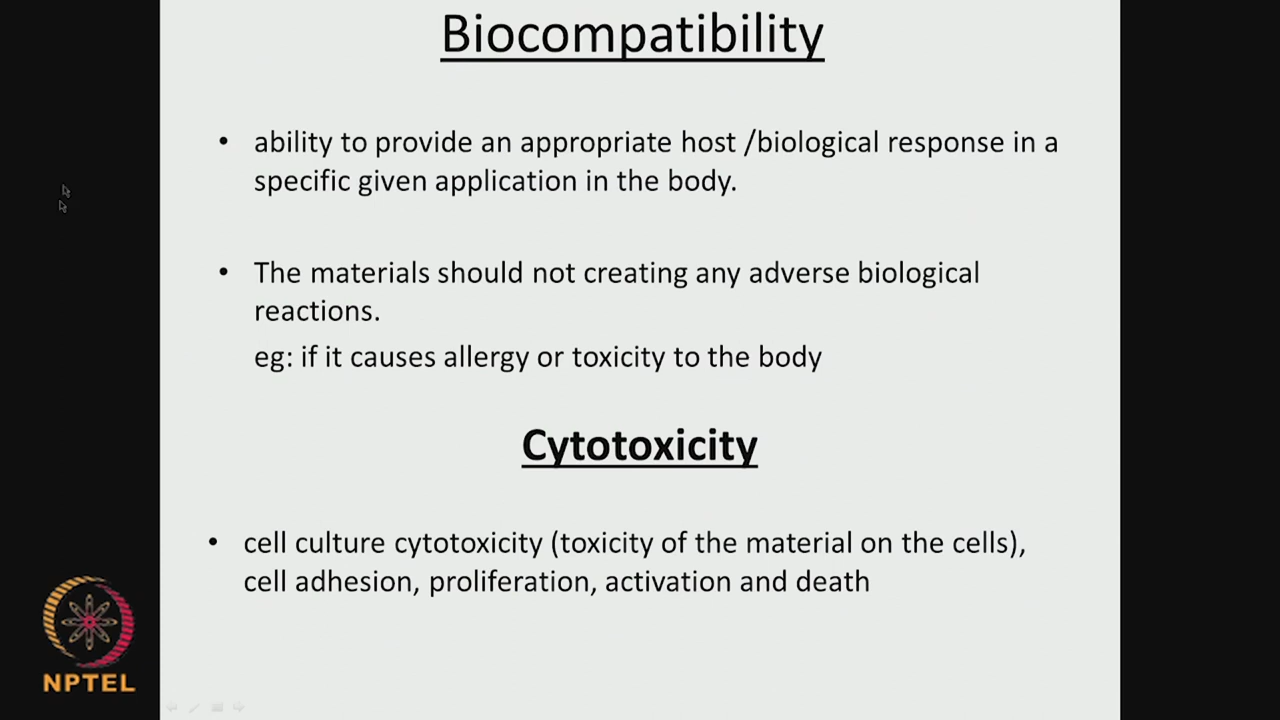 Biocompatibility
• ability to provide an appropriate host /biological response in a
specific given application in the body.
• The materials should not creating any adverse biological
reactions.
eg: if it causes allergy or toxicity to the body
Cytotoxicity
• cell culture cytotoxicity (toxicity of the material on the cells),
cell adhesion, proliferation, activation and death
NPTEL